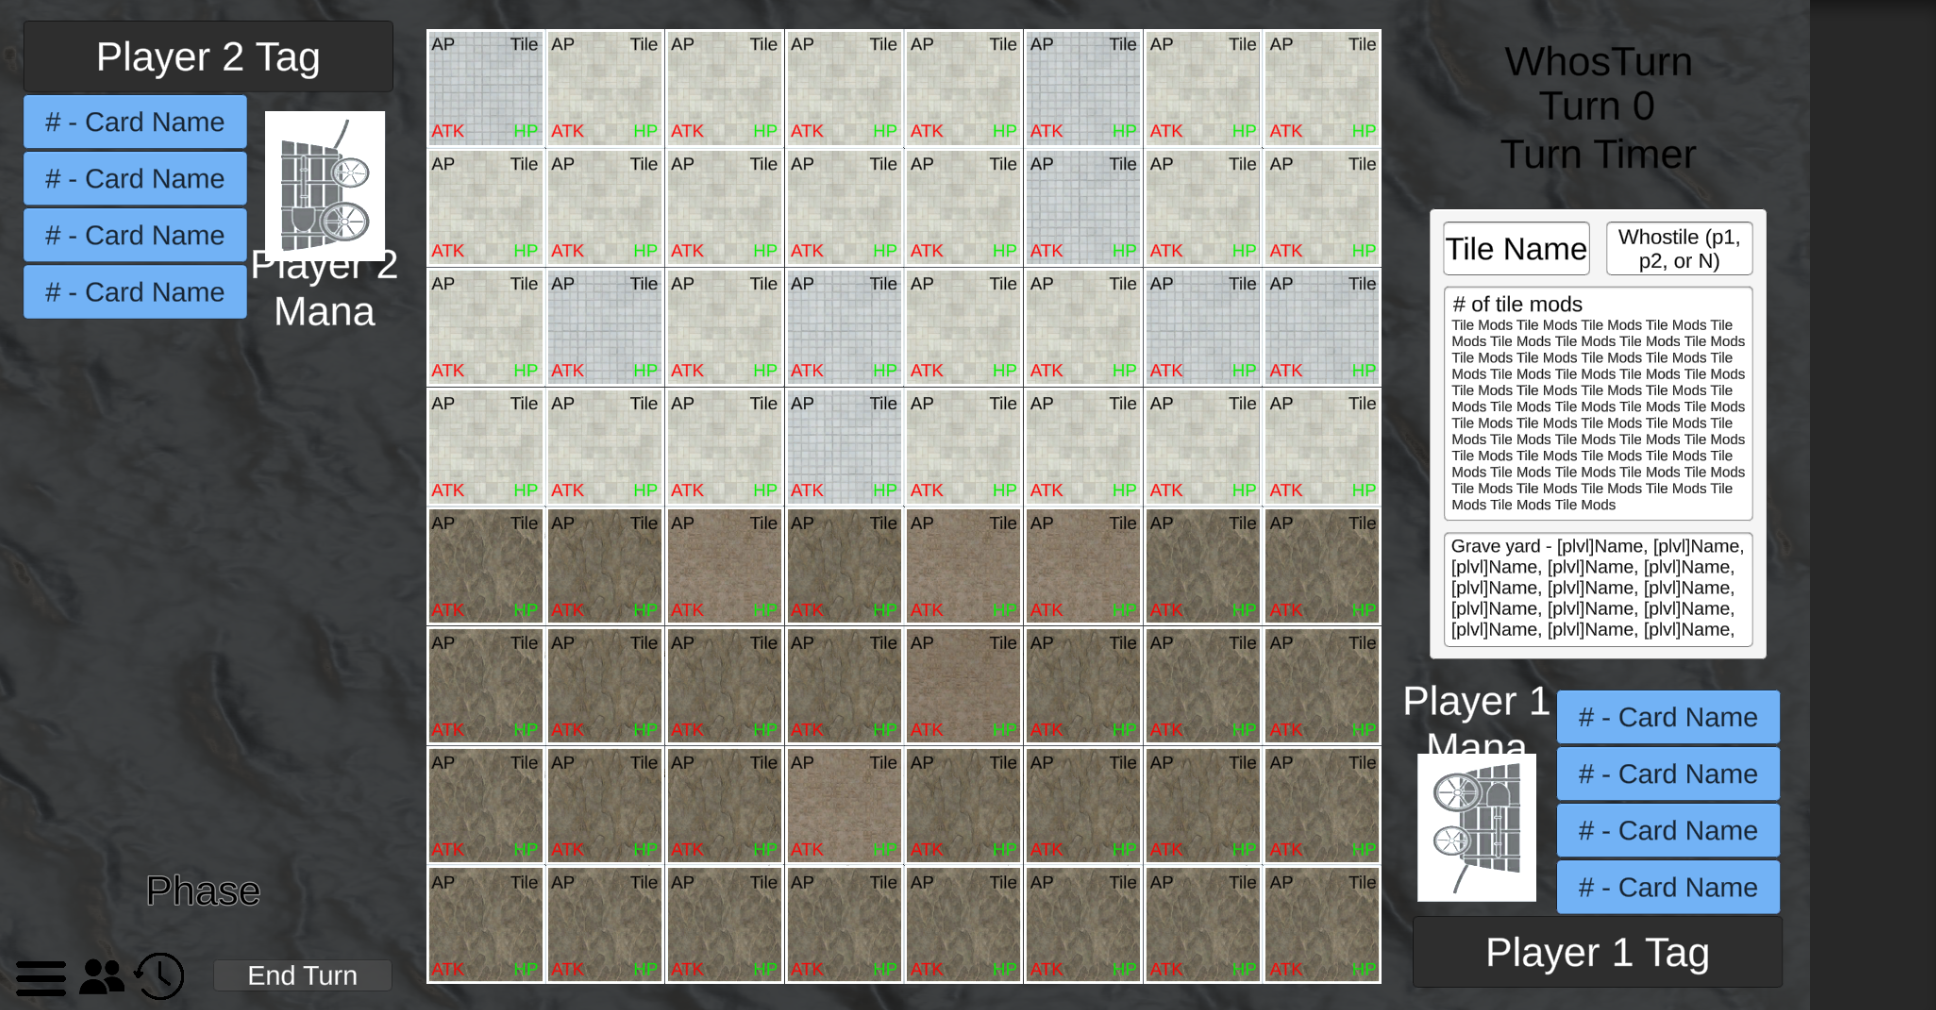 Player 2 Tag
# - Card Name
# - Card Name
# - Card Name
# - Card Name
Player 2
Mana
AP Tile AP Tile AP Tile AP Tile AP Tile AP Tile AP Tile AP Tile
ATK HP ATK HP ATK HP ATK HP ATK HP ATK HP ATK HP ATK HP
AP Tile AP Tile AP Tile AP Tile AP Tile AP Tile AP Tile AP Tile
ATK HP ATK HP ATK HP ATK HP ATK HP ATK HP ATK HP ATK HP
AP Tile AP Tile AP Tile AP Tile AP Tile AP Tile AP Tile AP Tile
ATK HP ATK HP ATK HP ATK HP ATK HP ATK HP ATK HP ATK HP
AP Tile AP Tile AP Tile AP Tile AP Tile AP Tile AP Tile AP Tile
ATK HP ATK HP ATK HP ATK HP ATK HP ATK HP ATK HP ATK HP
AP Tile AP Tile AP Tile AP Tile AP Tile AP Tile AP Tile AP Tile
ATK HP ATK HP ATK HP ATK HP ATK HP ATK HP ATK HP ATK HP
AP Tile AP Tile AP Tile AP Tile AP Tile AP Tile AP Tile AP Tile
ATK HP ATK HP ATK HP ATK HP ATK HP ATK HP ATK HP ATK HP
AP Tile AP Tile AP Tile AP Tile AP Tile AP Tile AP Tile AP Tile
ATK HP ATK HP ATK HP ATK HP ATK HP ATK HP ATK HP ATK HP
AP Tile AP Tile AP Tile AP Tile AP Tile AP Tile AP Tile AP Tile
ATK HP ATK HP ATK HP ATK HP ATK HP ATK HP ATK HP ATK HP
Phase
End Turn
WhosTurn
Turn 0
Turn Timer
Tile Name
Whostile (p1,
p2, or N)
# of tile mods
Tile Mods Tile Mods Tile Mods Tile Mods Tile
Mods Tile Mods Tile Mods Tile Mods Tile Mods
Tile Mods Tile Mods Tile Mods Tile Mods Tile
Mods Tile Mods Tile Mods Tile Mods Tile Mods
Tile Mods Tile Mods Tile Mods Tile Mods Tile
Mods Tile Mods Tile Mods Tile Mods Tile Mods
Tile Mods Tile Mods Tile Mods Tile Mods Tile
Mods Tile Mods Tile Mods Tile Mods Tile Mods
Tile Mods Tile Mods Tile Mods Tile Mods Tile
Mods Tile Mods Tile Mods Tile Mods Tile Mods
Tile Mods Tile Mods Tile Mods Tile Mods Tile
Mods Tile Mods Tile Mods
Grave yard - [plvl]Name, [plvl]Name,
[plvl]Name, [plvl]Name, [plvl]Name,
[plvl]Name, [plvl]Name, [plvl]Name,
[plvl]Name, [plvl]Name, [plvl]Name,
[plvl]Name, [plvl]Name, [plvl]Name,
Player 1
Mana
# - Card Name
# - Card Name
# - Card Name
# - Card Name
Player 1 Tag